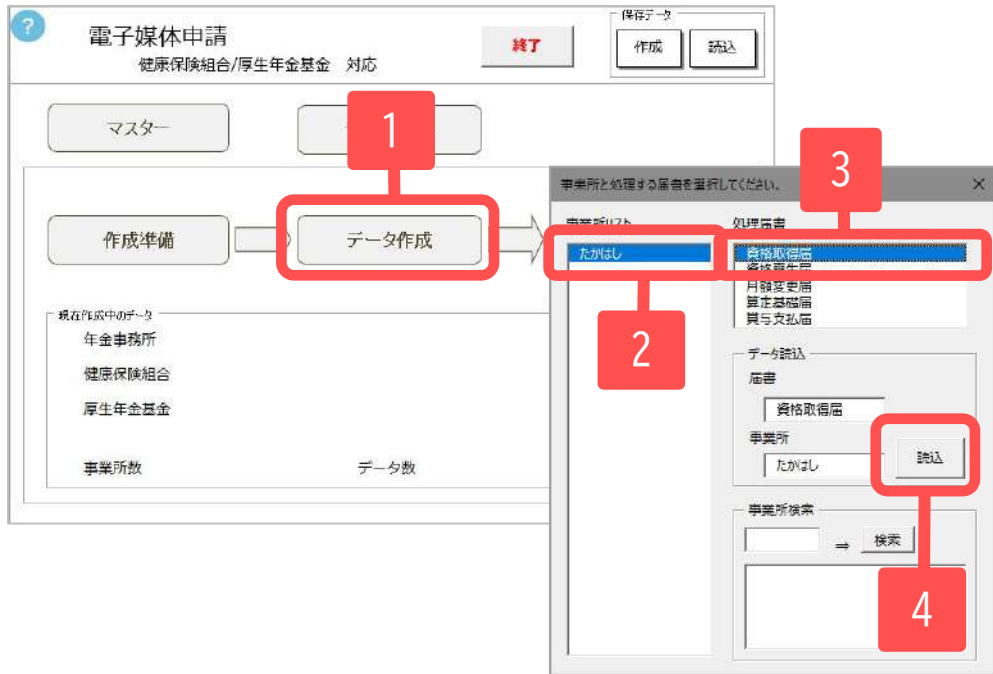 ?
電子媒体申請
健康保険組合/厚生年金基金　対応
終了
保存データ
作成
読込
マスター
1
作成準備
データ作成
現在作成中のデータ
年金事務所
健康保険組合
厚生年金基金
事業所数
データ数
事業所と処理する届書を選択してください。
×
3
事業所リスト
処理届書
たかはし
資格取得届
月額変更届
算定基礎届
賞与支払届
2
データ読込
届書
資格取得届
事業所
たかはし
読込
事業所検索
⇒
検索
4